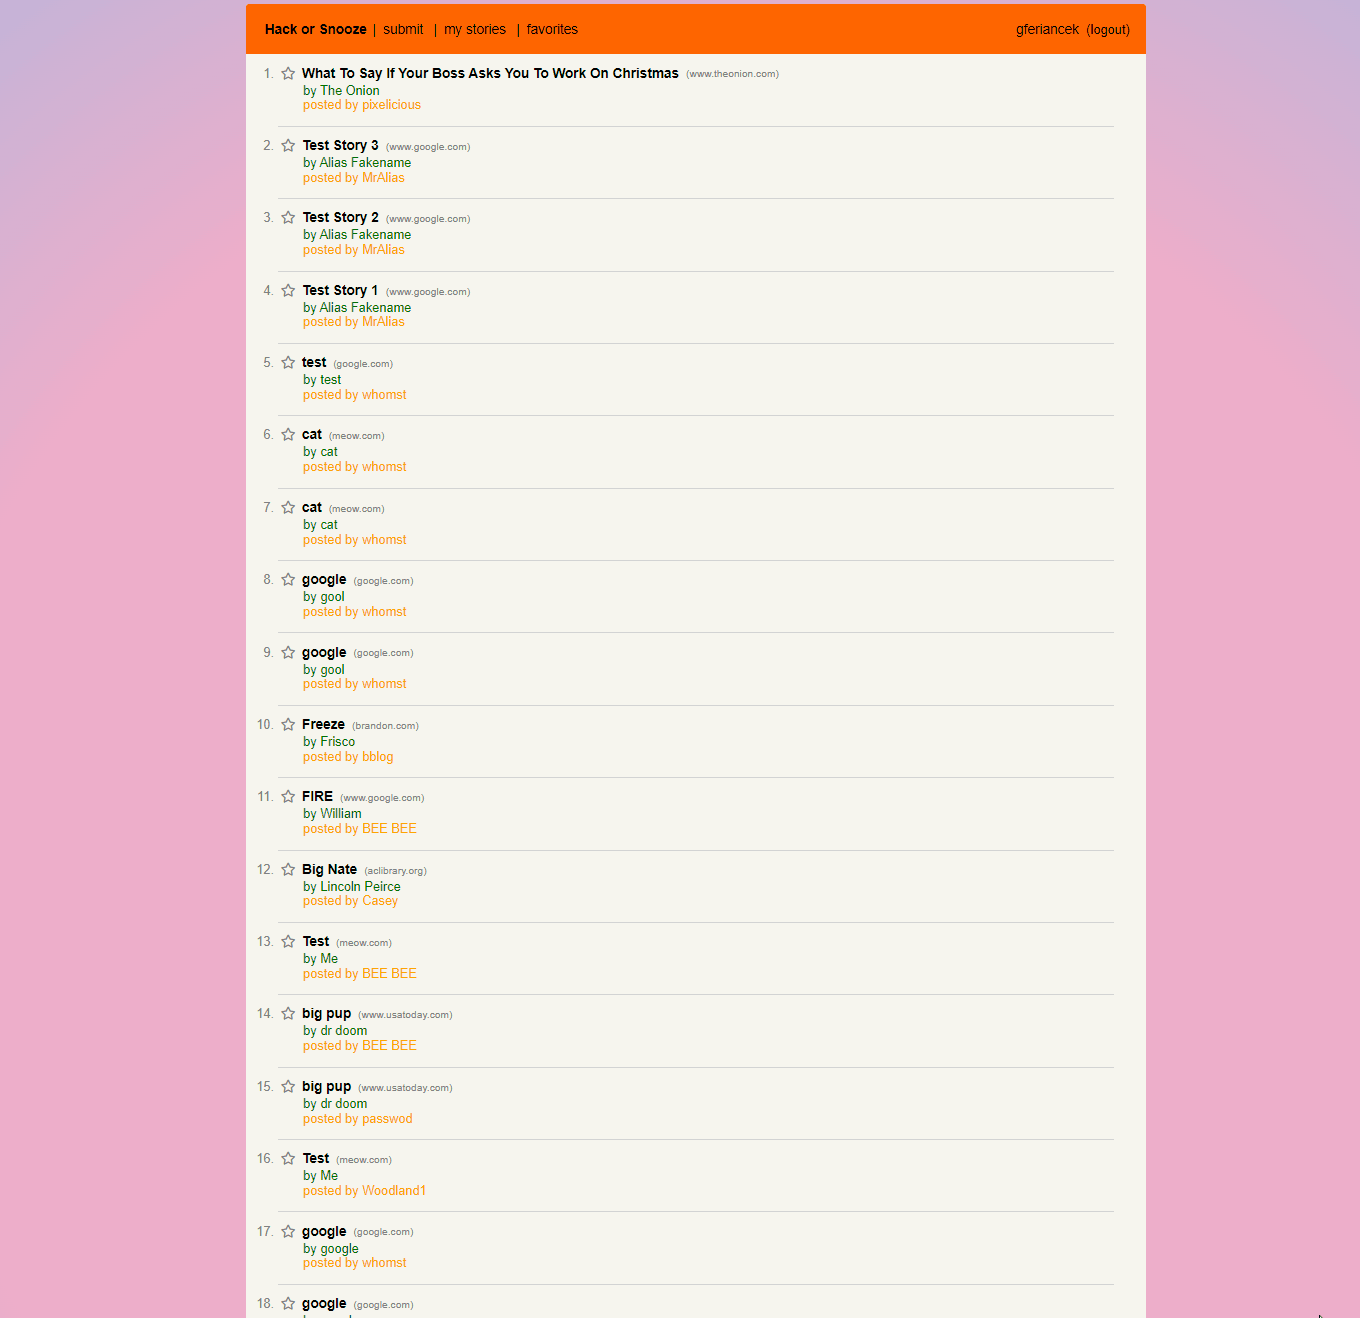 Hack or Snooze | submit | my stories | favorites gferiancek (logout)
1. What To Say If Your Boss Asks You To Work On Christmas (www.theonion.com)
by The Onion
posted by pixelicious
2. Test Story 3 (www.google.com)
by Alias Fakename
posted by MrAlias
3. Test Story 2 (www.google.com)
by Alias Fakename
posted by MrAlias
4. Test Story 1 (www.google.com)
by Alias Fakename
posted by MrAlias
5. test (google.com)
by test
posted by whomst
6. cat (meow.com)
by cat
posted by whomst
7. cat (meow.com)
by cat
posted by whomst
8. google (google.com)
by gool
posted by whomst
9. google (google.com)
by gool
posted by whomst
10. Freeze (brandon.com)
by Frisco
posted by bblog
11. FIRE (www.google.com)
by William
posted by BEE BEE
12. Big Nate (aclibrary.org)
by Lincoln Peirce
posted by Casey
13. Test (meow.com)
by Me
posted by BEE BEE
14. big pup (www.usatoday.com)
by dr doom
posted by BEE BEE
15. big pup (www.usatoday.com)
by dr doom
posted by passwod
16. Test (meow.com)
by Me
posted by Woodland1
17. google (google.com)
by google
posted by whomst
18. google (google.com)